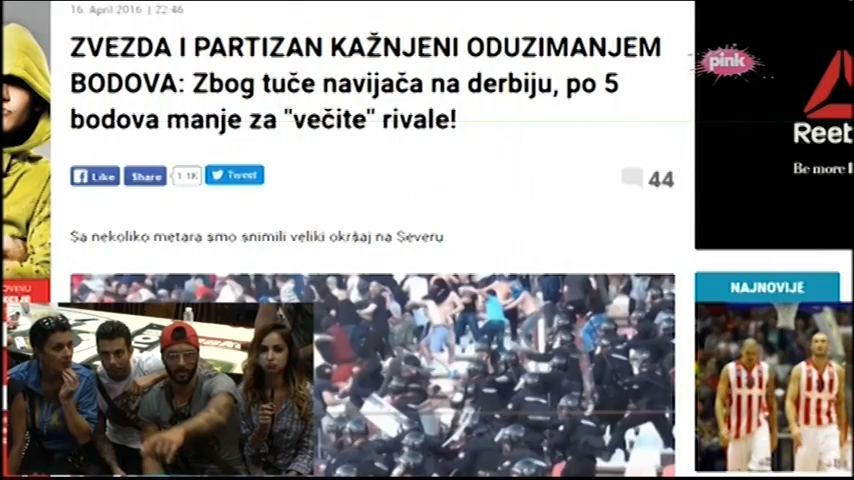 16. April 2016 | 22:46
ZVEZDA I PARTIZAN KAŽNJENI ODUZIMANJEM
BODOVA: Zbog tuče navijača na derbiju, po 5
bodova manje za "večite" rivale!
pink
Reeb
Be more
Like
Share
1.1K
Tweet
44
Sa nekoliko metara smo snimili veliki okršaj na Severu
NAJNOVIJE